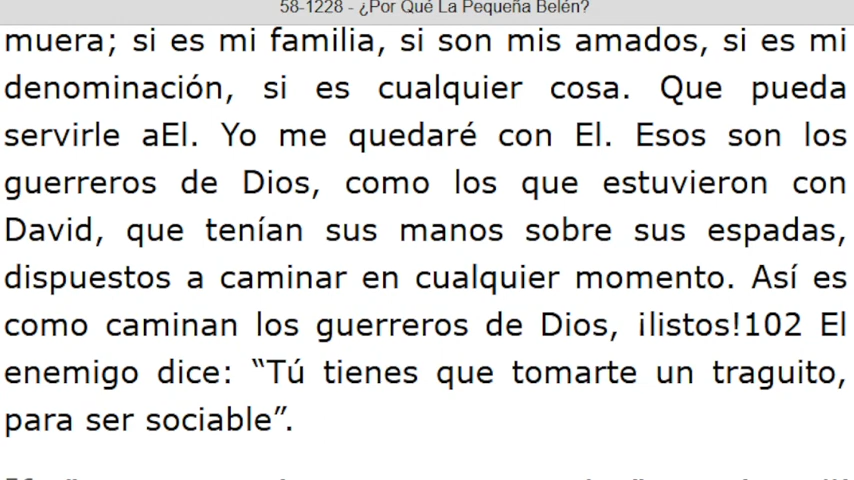 58-1228 - ¿Por Qué La Pequeña Belén?
muera; si es mi familia, si son mis amados, si es mi
denominación, si es cualquier cosa. Que pueda
servirle aEl. Yo me quedaré con El. Esos son los
guerreros de Dios, como los que estuvieron con
David, que tenían sus manos sobre sus espadas,
dispuestos a caminar en cualquier momento. Así es
como caminan los guerreros de Dios, ¡listos!102 El
enemigo dice: “Tú tienes que tomarte un traguito,
para ser sociable”.